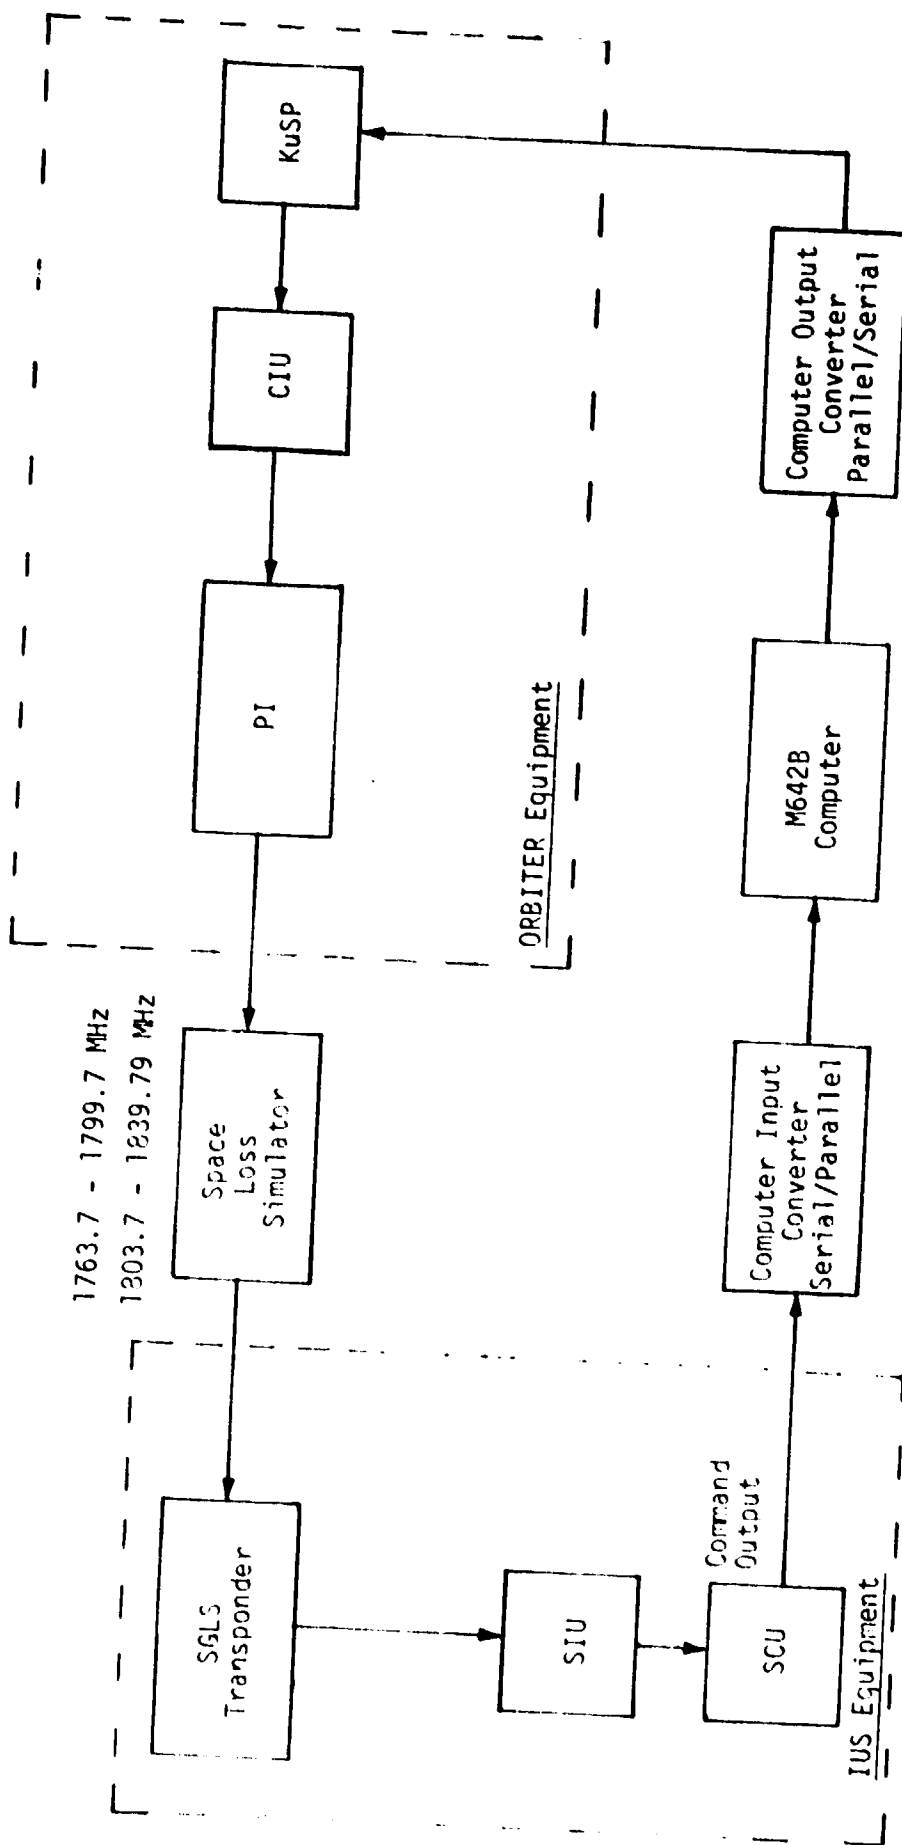 1763.7 - 1799.7 MHz
1803.7 - 1839.79 MHz
SGLS
Transponder
Space
Loss
Simulator
PI
CIU
KuSP
ORBITER Equipment
SIU
Command
Output
SCU
IUS Equipment
Computer Input
Converter
Serial/Parallel
M642B
Computer
Computer Output
Converter
Parallel/Serial